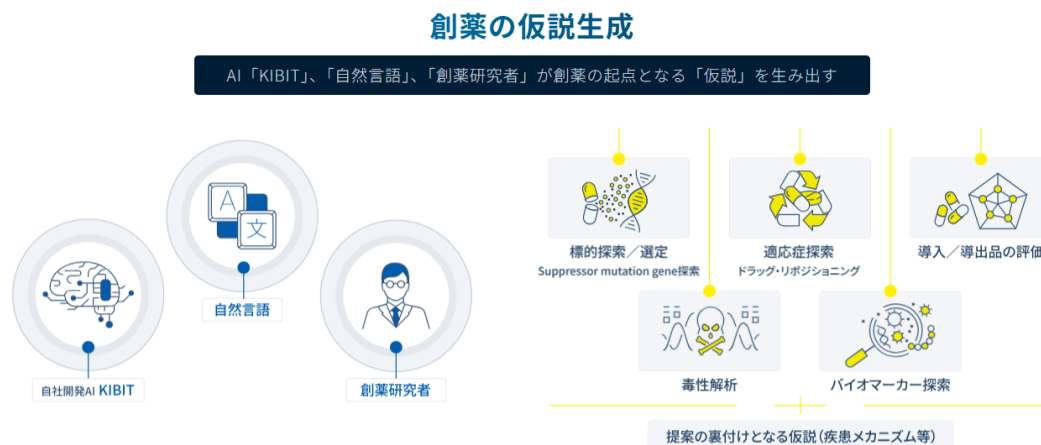 創薬の仮説生成
AI「KIBIT」、「自然言語」、「創薬研究者」が創薬の起点となる「仮説」を生み出す
A
文
自然言語
自社開発AI KIBIT
創薬研究者
標的探索／選定
Suppressor mutation gene探索
適応症探索
ドラッグ・リポジショニング
導入／導出品の評価
毒性解析
バイオマーカー探索
提案の裏付けとなる仮説（疾患メカニズム等）